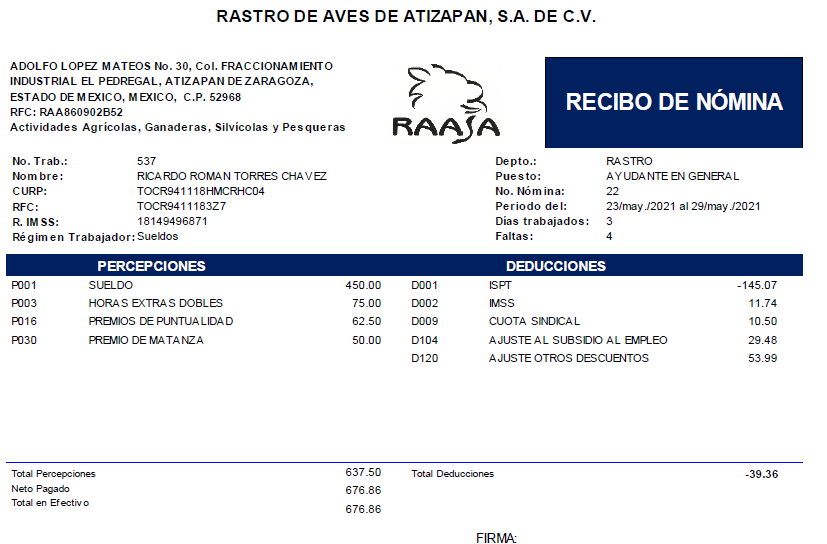 RASTRO DE AVES DE ATIZAPAN, S.A. DE C.V.
ADOLFO LOPEZ MATEOS No. 30, Col. FRACCIONAMIENTO
INDUSTRIAL EL PEDREGAL, ATIZAPAN DE ZARAGOZA,
ESTADO DE MEXICO, MEXICO, C.P. 52968
RFC: RAA860902B52
Actividades Agrícolas, Ganaderas, Silvícolas y Pesqueras
RAASA
RECIBO DE NÓMINA
No. Trab.: 537 Depto.: RASTRO
Nombre: RICARDO ROMAN TORRES CHAVEZ Puesto: AYUDANTE EN GENERAL
CURP: TOCR941118HMCRHC04 No. Nómina: 22
RFC: TOCR9411183Z7 Periodo del: 23/may./2021 al 29/may./2021
R. IMSS: 18149496871 Días trabajados: 3
Régimen Trabajador: Sueldos Faltas: 4
PERCEPCIONES DEDUCCIONES
P001 SUELDO 450.00 D001 ISPT -145.07
P003 HORAS EXTRAS DOBLES 75.00 D002 IMSS 11.74
P016 PREMIOS DE PUNTUALIDAD 62.50 D009 CUOTA SINDICAL 10.50
P030 PREMIO DE MATANZA 50.00 D104 AJUSTE AL SUBSIDIO AL EMPLEO 29.48
D120 AJUSTE OTROS DESCUENTOS 53.99
Total Percepciones 637.50 Total Deducciones -39.36
Neto Pagado 676.86
Total en Efectivo 676.86
FIRMA: